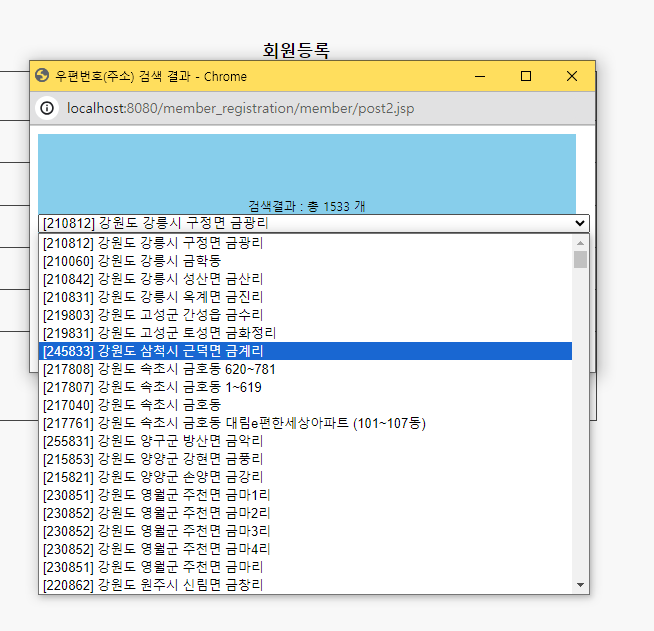 회원등록
우편번호(주소) 검색 결과 - Chrome
localhost:8080/member_registration/member/post2.jsp
검색결과 : 총 1533 개
[210812] 강원도 강릉시 구정면 금광리
[210812] 강원도 강릉시 구정면 금광리
[210060] 강원도 강릉시 금학동
[210842] 강원도 강릉시 성산면 금산리
[210831] 강원도 강릉시 옥계면 금진리
[219803] 강원도 고성군 간성읍 금수리
[219831] 강원도 고성군 토성면 금화정리
[245833] 강원도 삼척시 근덕면 금계리
[217808] 강원도 속초시 금호동 620~781
[217807] 강원도 속초시 금호동 1~619
[217040] 강원도 속초시 금호동
[217761] 강원도 속초시 금호동 대림e편한세상아파트 (101~107동)
[255831] 강원도 양구군 방산면 금악리
[215853] 강원도 양양군 강현면 금풍리
[215821] 강원도 양양군 손양면 금강리
[230851] 강원도 영월군 주천면 금마1리
[230852] 강원도 영월군 주천면 금마2리
[230852] 강원도 영월군 주천면 금마3리
[230852] 강원도 영월군 주천면 금마4리
[230851] 강원도 영월군 주천면 금마리
[220862] 강원도 원주시 신림면 금창리